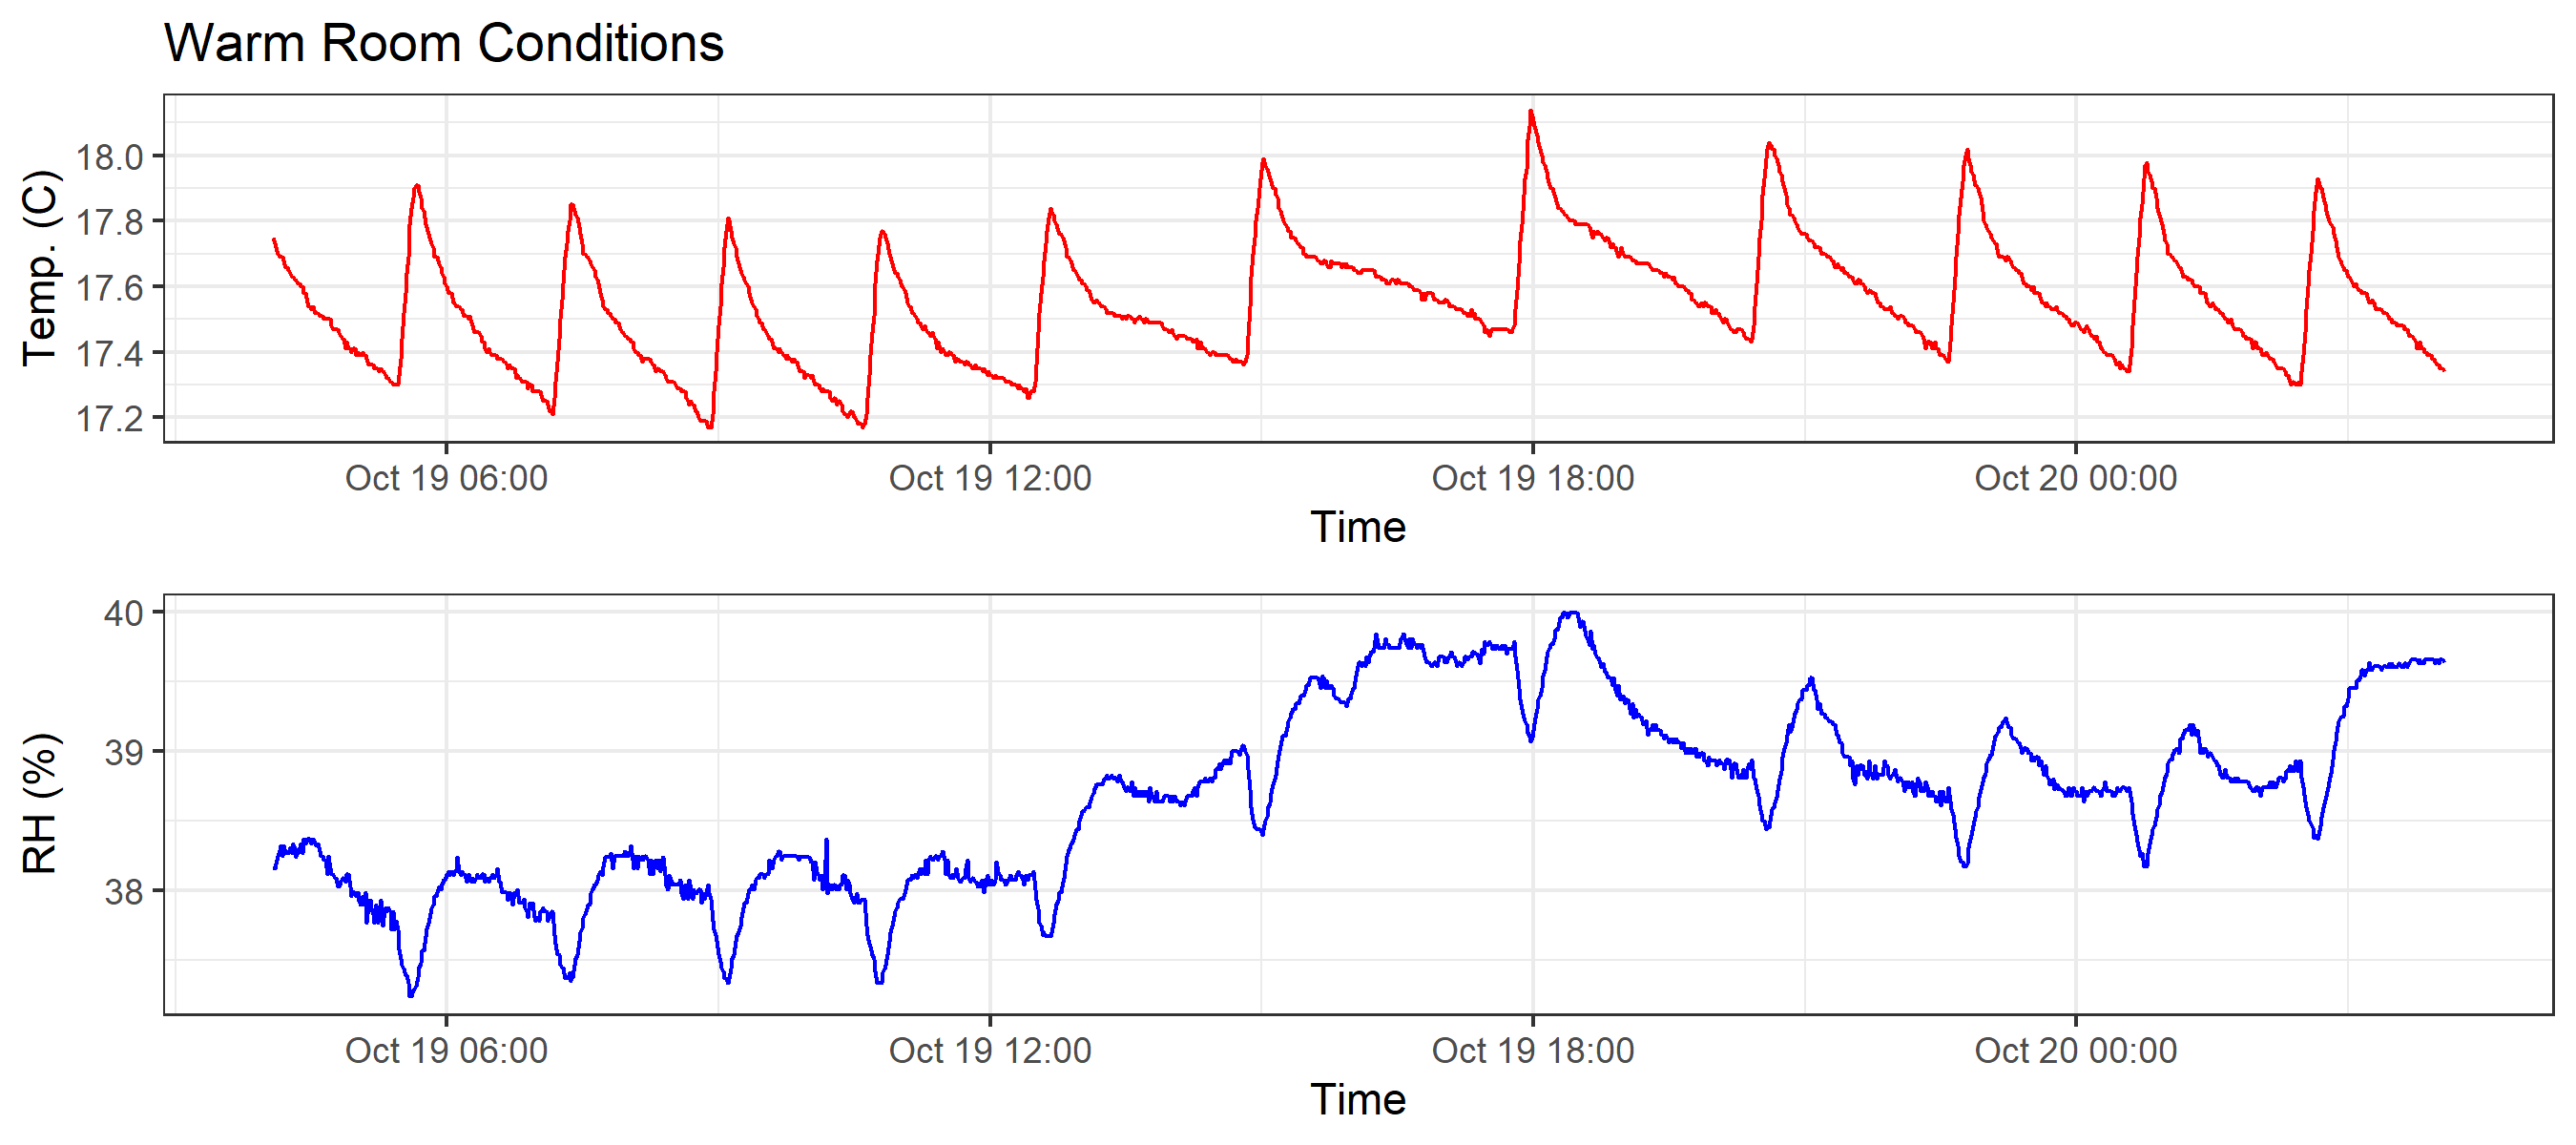 Warm Room Conditions
Temp. (C)
18.0
17.8
17.6
17.4
17.2
Oct 19 06:00 Oct 19 12:00 Oct 19 18:00 Oct 20 00:00
Time
RH (%)
40
39
38
Oct 19 06:00 Oct 19 12:00 Oct 19 18:00 Oct 20 00:00
Time